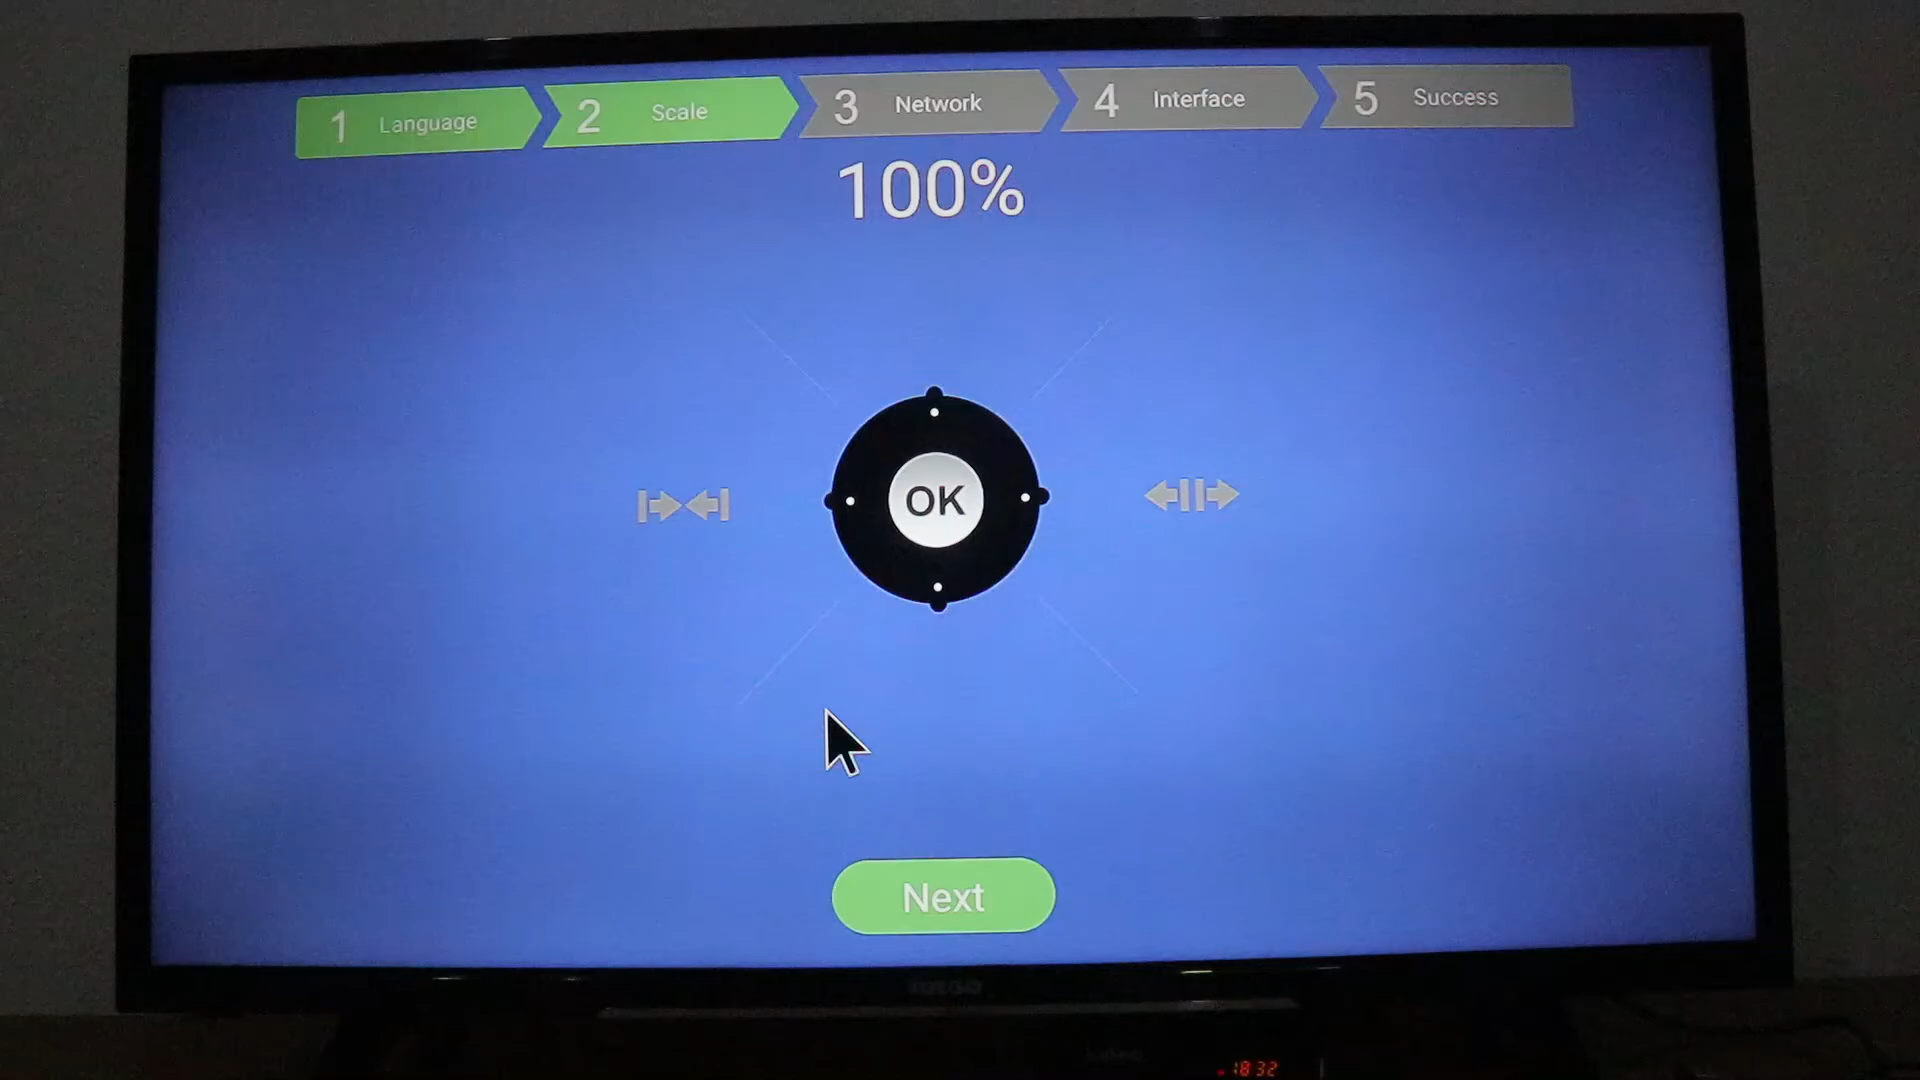 1 Language 2 Scale 3 Network 4 Interface 5 Success
100%
OK
Next
18 32